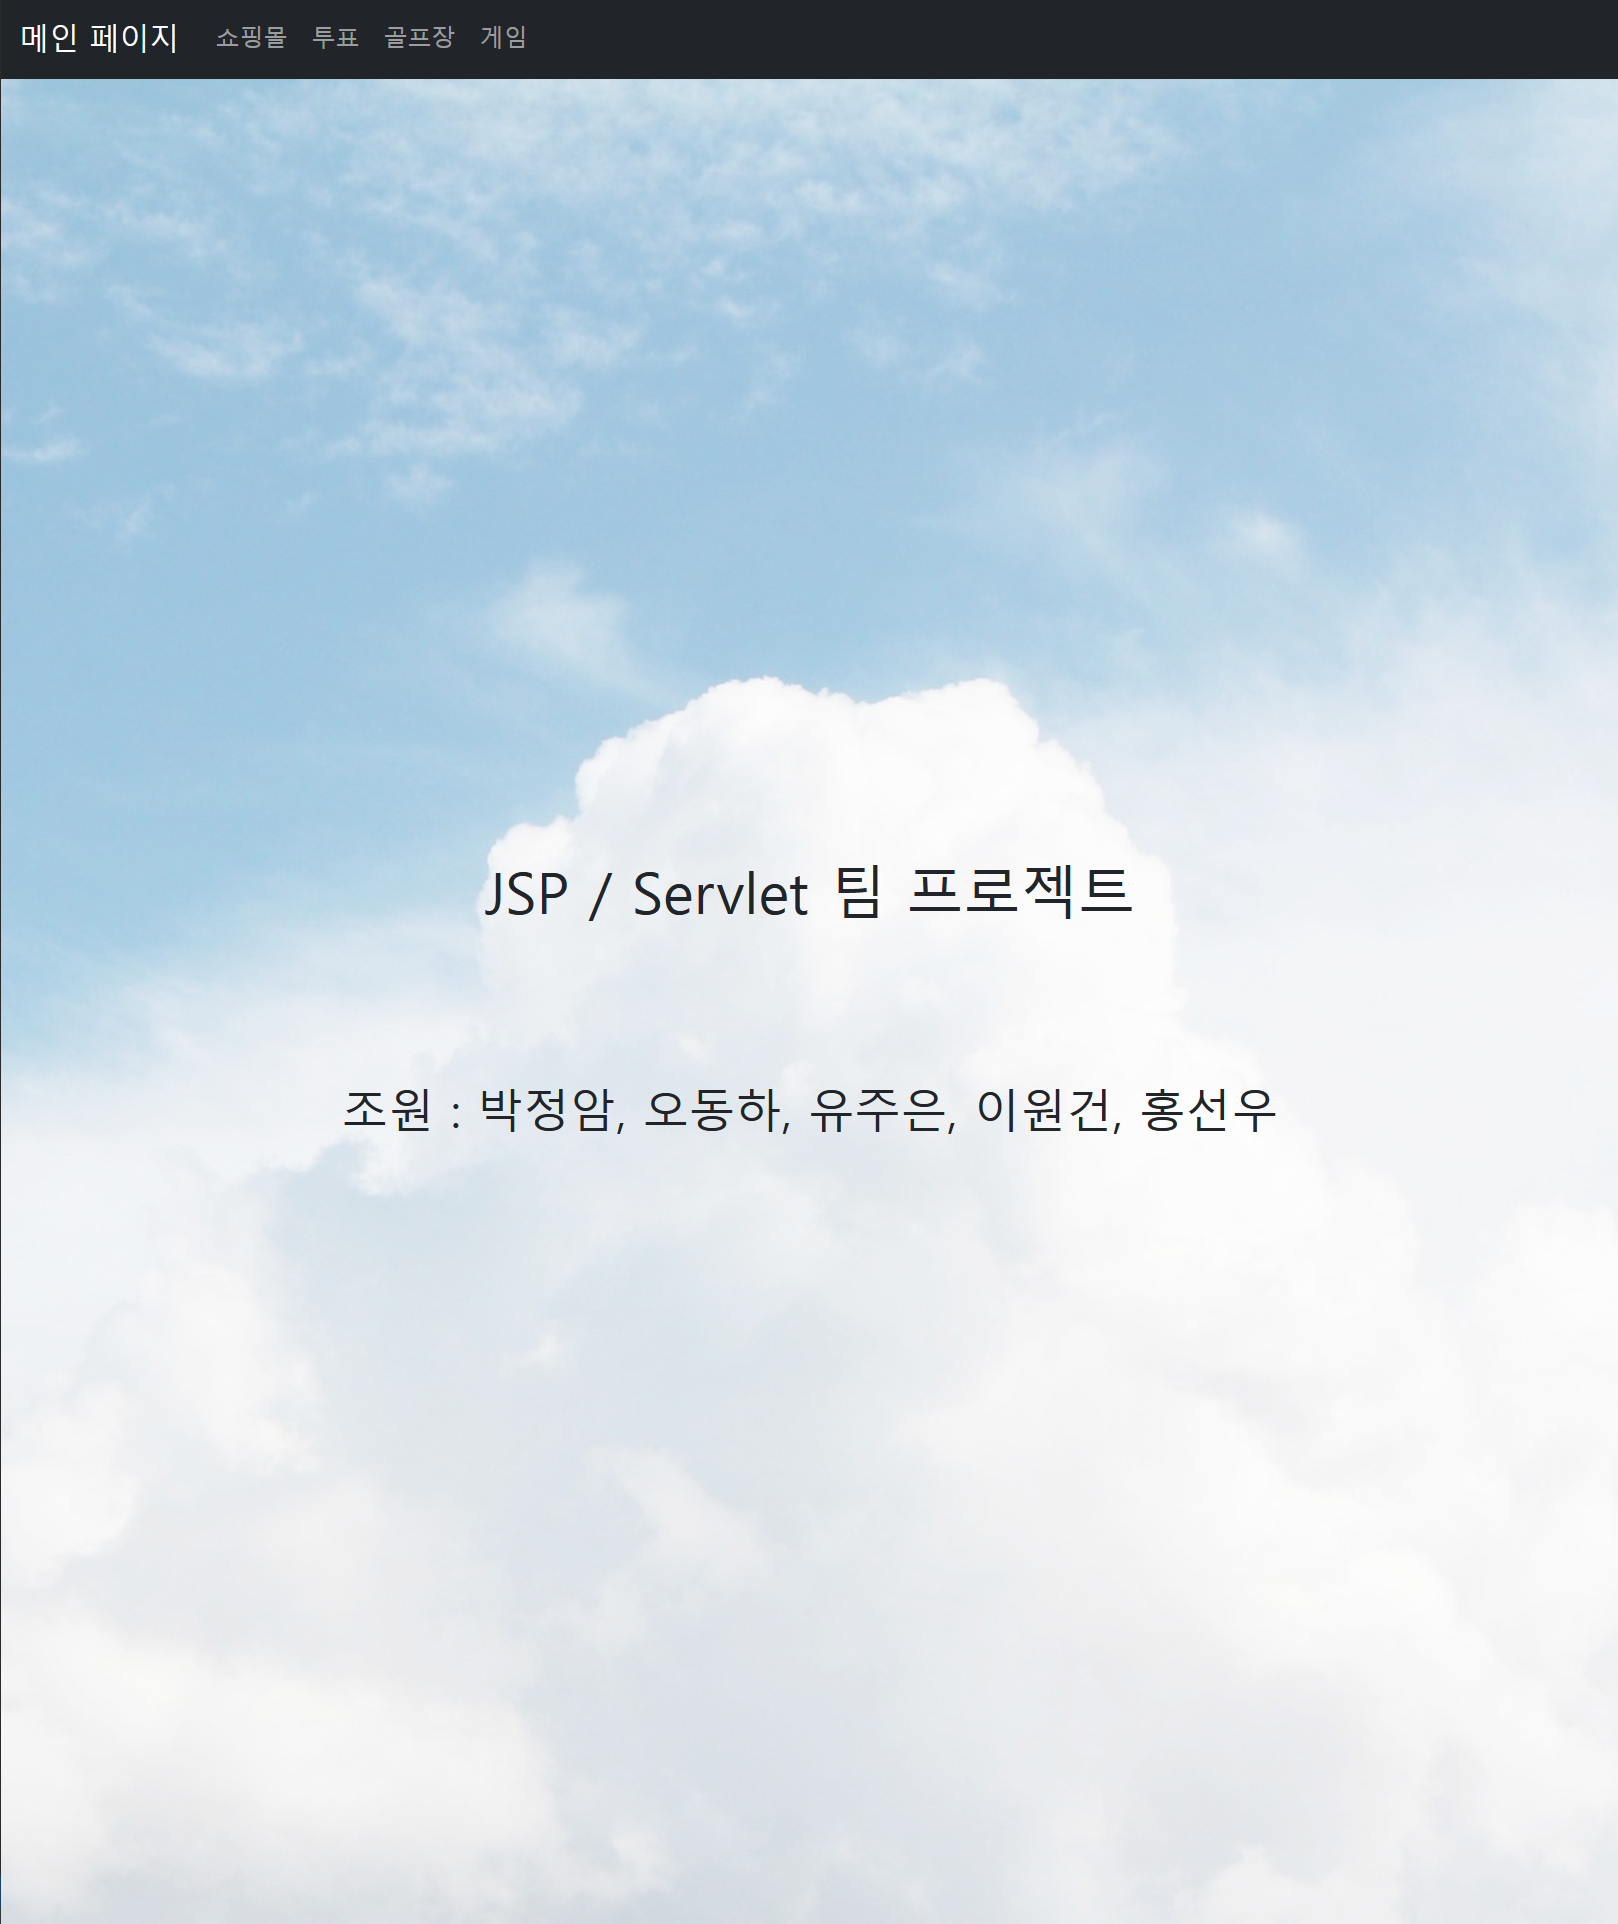 메인 페이지 쇼핑몰 투표 골프장 게임
JSP / Servlet 팀 프로젝트
조원 : 박정암, 오동하, 유주은, 이원건, 홍선우